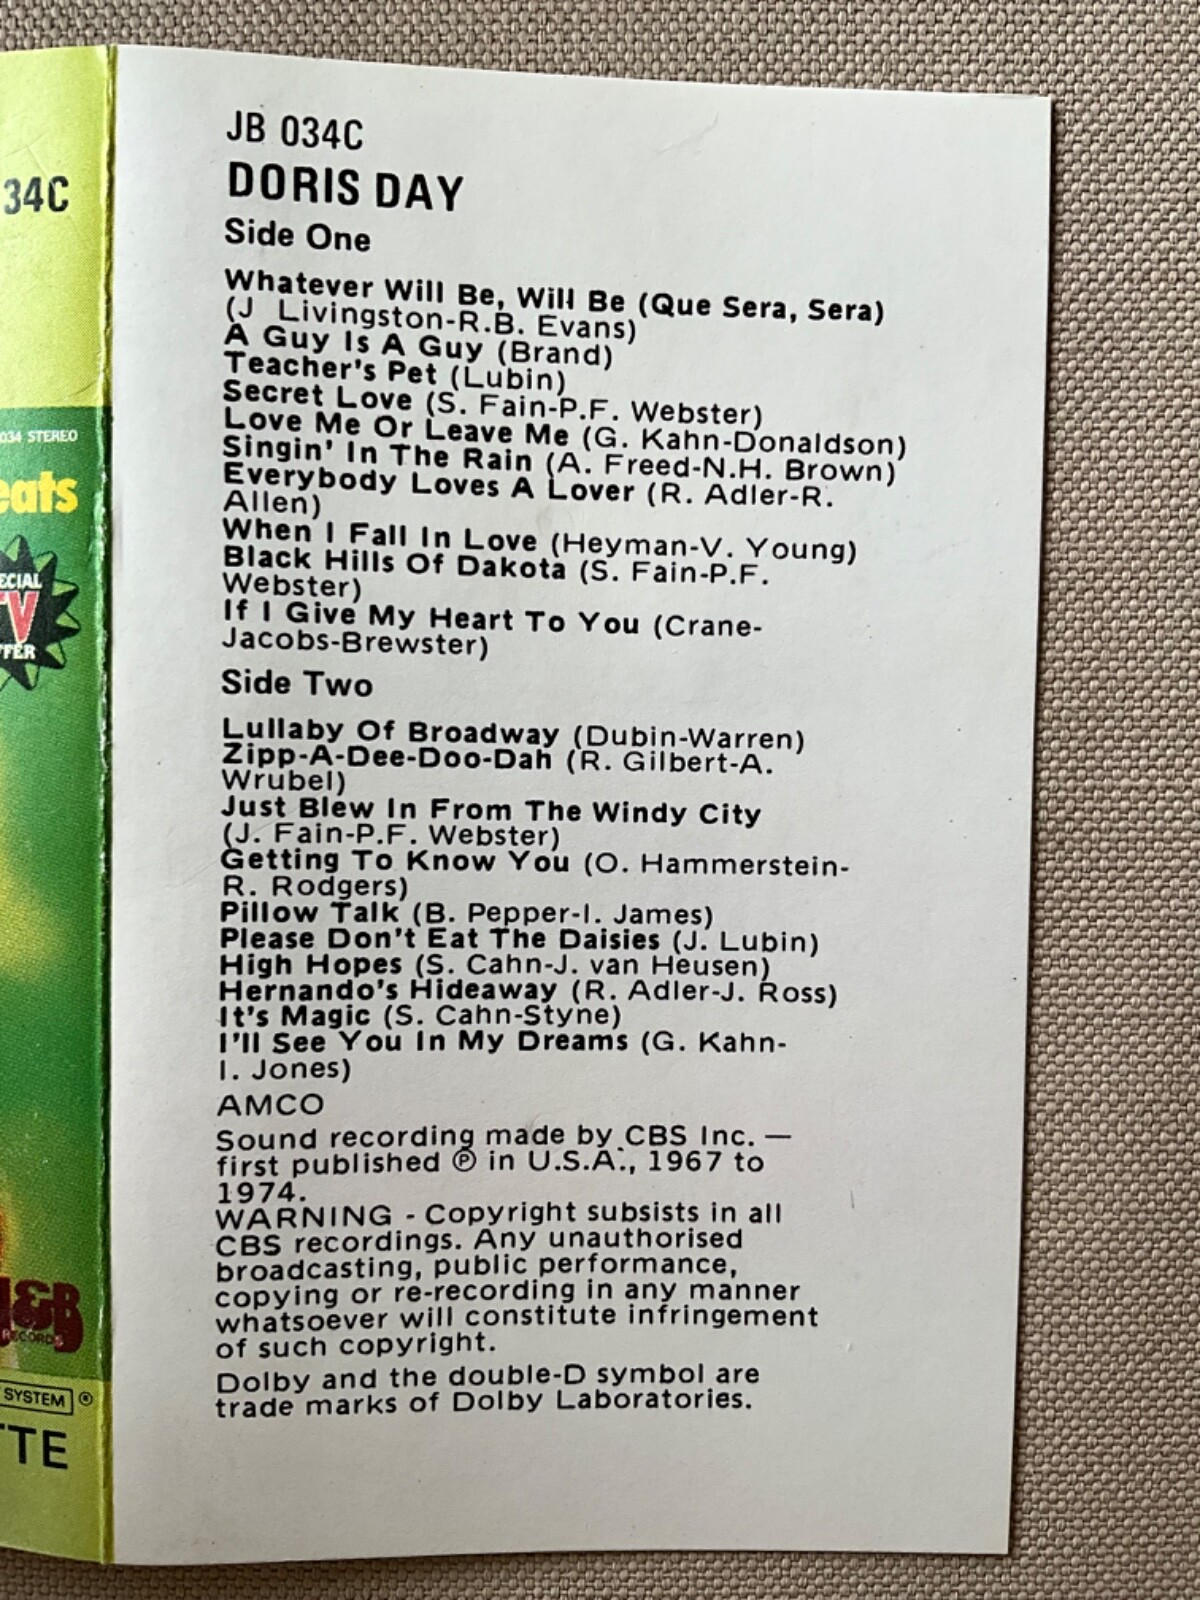 34C
034 STEREO
eats
ECIAL
TV
FFER
J&B
RECORDS
SYSTEM ®
TTE
JB 034C
DORIS DAY
Side One
Whatever Will Be, Will Be (Que Sera, Sera)
(J Livingston-R.B. Evans)
A Guy Is A Guy (Brand)
Teacher's Pet (Lubin)
Secret Love (S. Fain-P.F. Webster)
Love Me Or Leave Me (G. Kahn-Donaldson)
Singin' In The Rain (A. Freed-N.H. Brown)
Everybody Loves A Lover (R. Adler-R.
Allen)
When I Fall In Love (Heyman-V. Young)
Black Hills Of Dakota (S. Fain-P.F.
Webster)
If I Give My Heart To You (Crane-
Jacobs-Brewster)
Side Two
Lullaby Of Broadway (Dubin-Warren)
Zipp-A-Dee-Doo-Dah (R. Gilbert-A.
Wrubel)
Just Blew In From The Windy City
(J. Fain-P.F. Webster)
Getting To Know You (O. Hammerstein-
R. Rodgers)
Pillow Talk (B. Pepper-I. James)
Please Don't Eat The Daisies (J. Lubin)
High Hopes (S. Cahn-J. van Heusen)
Hernando's Hideaway (R. Adler-J. Ross)
It's Magic (S. Cahn-Styne)
I'll See You In My Dreams (G. Kahn-
I. Jones)
AMCO
Sound recording made by CBS Inc. —
first published ℗ in U.S.A., 1967 to
1974.
WARNING - Copyright subsists in all
CBS recordings. Any unauthorised
broadcasting, public performance,
copying or re-recording in any manner
whatsoever will constitute infringement
of such copyright.
Dolby and the double-D symbol are
trade marks of Dolby Laboratories.